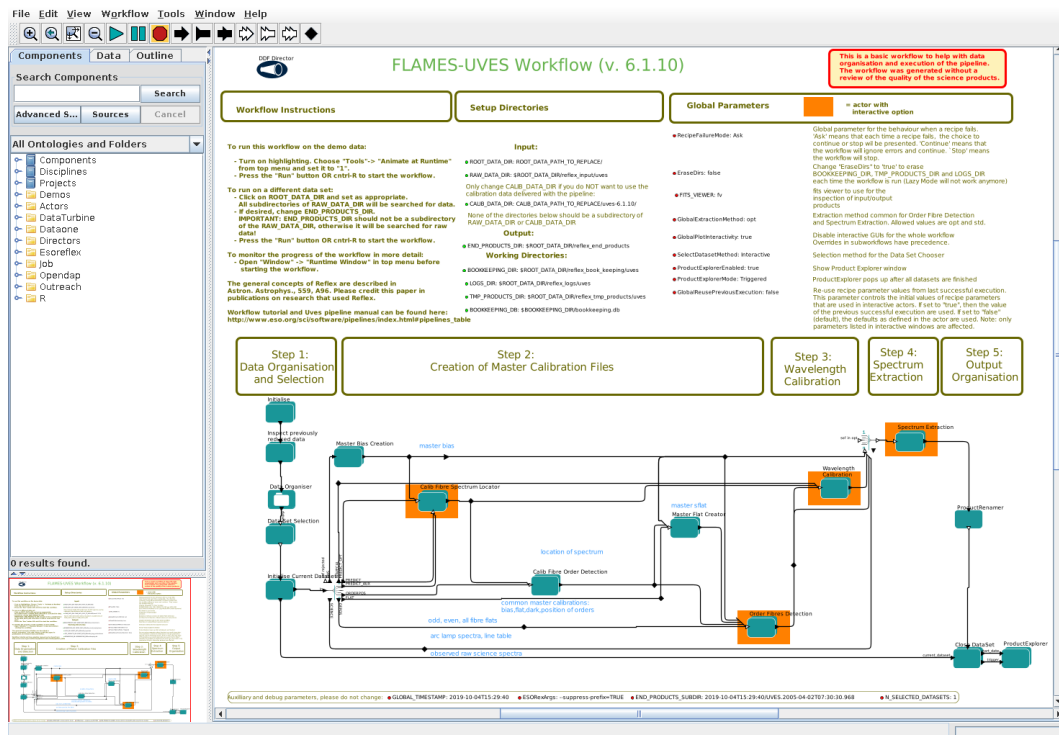 File Edit View Workflow Tools Window Help
Components Data Outline
Search Components
Search
Advanced S... Sources Cancel
All Ontologies and Folders
Components
Disciplines
Projects
Demos
Actors
DataTurbine
Dataone
Directors
Esoreflex
Job
Opendap
Outreach
R
0 results found.
DDF Director
FLAMES-UVES Workflow (v. 6.1.10)
This is a basic workflow to help with data
organisation and execution of the pipeline.
The workflow was generated without a
review of the quality of the science products.
Workflow Instructions
Setup Directories
Global Parameters
= actor with
interactive option
To run this workflow on the demo data:
- Turn on highlighting. Choose "Tools"-> "Animate at Runtime"
from top menu and set it to "1".
- Press the "Run" button OR cntrl-R to start the workflow.
To run on a different data set:
- Click on ROOT_DATA_DIR and set as appropriate.
All subdirectories of RAW_DATA_DIR will be searched for data.
- If desired, change END_PRODUCTS_DIR.
IMPORTANT: END_PRODUCTS_DIR should not be a subdirectory
of the RAW_DATA_DIR, otherwise it will be searched for raw
data!
- Press the "Run" button OR cntrl-R to start the workflow.
To monitor the progress of the workflow in more detail:
- Open "Window" -> "Runtime Window" in top menu before
starting the workflow.
The general concepts of Reflex are described in
Astron. Astrophys., 559, A96. Please credit this paper in
publications on research that used Reflex.
Workflow tutorial and Uves pipeline manual can be found here:
http://www.eso.org/sci/software/pipelines/index.html#pipelines_table
Input:
ROOT_DATA_DIR: ROOT_DATA_PATH_TO_REPLACE/
RAW_DATA_DIR: $ROOT_DATA_DIR/reflex_input/uves
Only change CALIB_DATA_DIR if you do NOT want to use the
calibration data delivered with the pipeline:
CALIB_DATA_DIR: CALIB_DATA_PATH_TO_REPLACE/uves-6.1.10/
None of the directories below should be a subdirectory of
RAW_DATA_DIR or CALIB_DATA_DIR
Output:
END_PRODUCTS_DIR: $ROOT_DATA_DIR/reflex_end_products
Working Directories:
BOOKKEEPING_DIR: $ROOT_DATA_DIR/reflex_book_keeping/uves
LOGS_DIR: $ROOT_DATA_DIR/reflex_logs/uves
TMP_PRODUCTS_DIR: $ROOT_DATA_DIR/reflex_tmp_products/uves
BOOKKEEPING_DB: $BOOKKEEPING_DIR/bookkeeping.db
RecipeFailureMode: Ask
EraseDirs: false
FITS_VIEWER: fv
GlobalExtractionMethod: opt
GlobalPlotInteractivity: true
SelectDatasetMethod: Interactive
ProductExplorerEnabled: true
ProductExplorerMode: Triggered
GlobalReusePreviousExecution: false
Global parameter for the behaviour when a recipe fails.
'Ask' means that each time a recipe fails, the choice to
continue or stop will be presented. 'Continue' means that
the workflow will ignore errors and continue. `Stop' means
the workflow will stop.
Change "EraseDirs" to "true" to erase
BOOKKEEPING_DIR, TMP_PRODUCTS_DIR and LOGS_DIR
each time the workflow is run (Lazy Mode will not work anymore)
fits viewer to use for the
inspection of input/output
products
Extraction method common for Order Fibre Detection
and Spectrum Extraction. Allowed values are opt and std.
Disable interactive GUIs for the whole workflow
Overrides in subworkflows have precedence.
Selection method for the Data Set Chooser
Show Product Explorer window
ProductExplorer pops up after all datasets are finished
Re-use recipe parameter values from last successful execution.
This parameter controls the initial values of recipe parameters
that are used in interactive actors. If set to "true", then the value
of the previous successful execution are used. If set to "false"
(default), the defaults as defined in the actor are used. Note: only
parameters listed in interactive windows are affected.
Step 1:
Data Organisation
and Selection
Step 2:
Creation of Master Calibration Files
Step 3:
Wavelength
Calibration
Step 4:
Spectrum
Extraction
Step 5:
Output
Organisation
Initialise
Inspect previously
reduced data
Data Organiser
DataSet Selection
Initialise Current Dataset
Master Bias Creation
master bias
Calib Fibre Spectrum Locator
Wavelength
Calibration
Spectrum Extraction
master sflat
Master Flat Creator
ProductRenamer
location of spectrum
Calib Fibre Order Detection
common master calibrations:
bias,flat,dark,position of orders
Order Fibres Detection
odd, even, all fibre flats
arc lamp spectra, line table
observed raw science spectra
Close DataSet
ProductExplorer
Auxiliary and debug parameters, please do not change:
GLOBAL_TIMESTAMP: 2019-10-04T15:29:40
ESORexArgs: --suppress-prefix=TRUE
END_PRODUCTS_SUBDIR: 2019-10-04T15:29:40/UVES.2005-04-02T07:30:30.968
N_SELECTED_DATASETS: 1